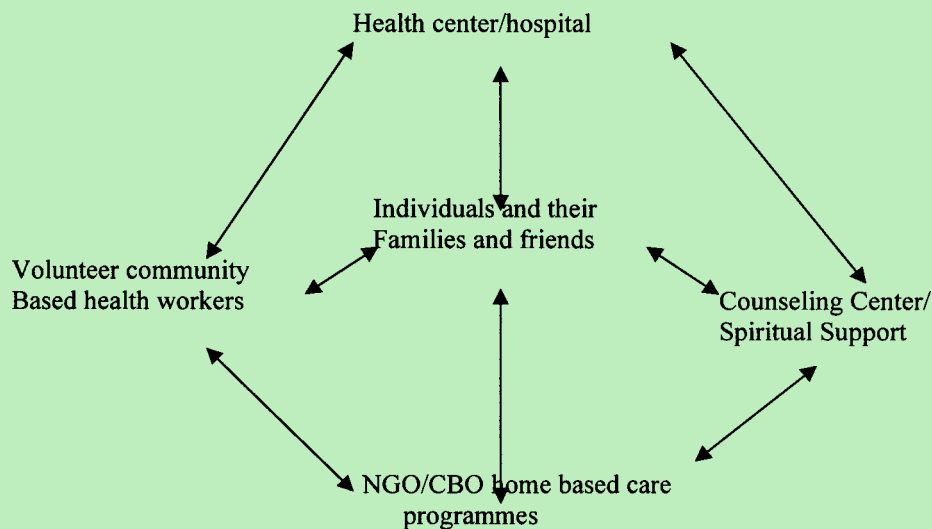 Health center/hospital
Individuals and their
Families and friends
Volunteer community
Based health workers
Counseling Center/
Spiritual Support
NGO/CBO home based care
programmes